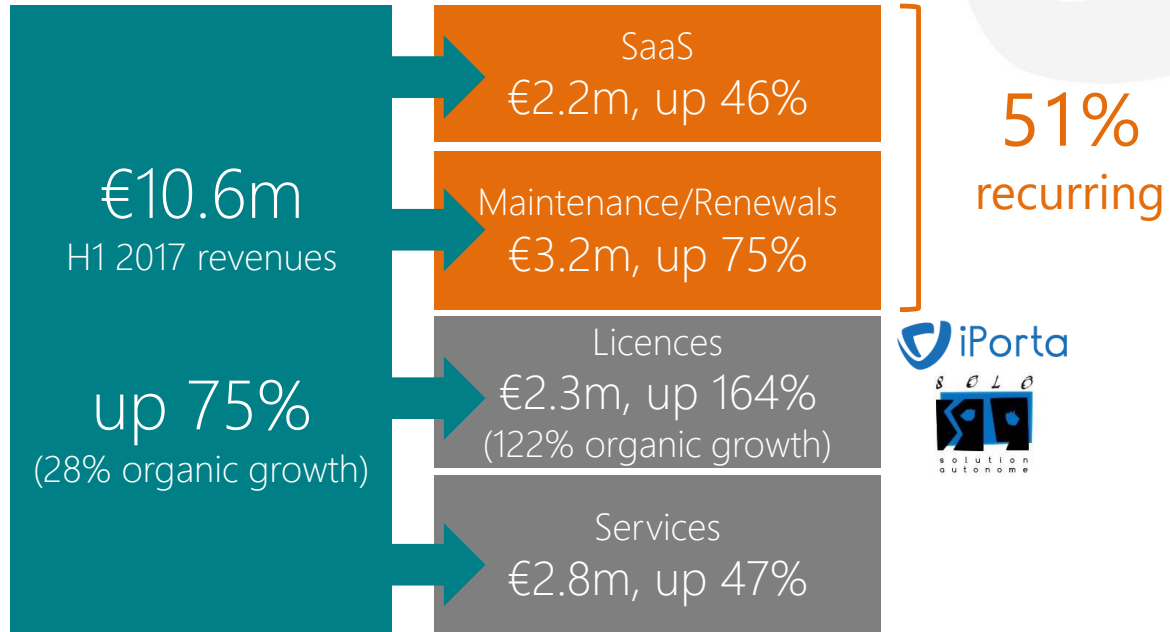 €10.6m
H1 2017 revenues
up 75%
(28% organic growth)
SaaS
€2.2m, up 46%
Maintenance/Renewals
€3.2m, up 75%
Licences
€2.3m, up 164%
(122% organic growth)
Services
€2.8m, up 47%
51%
recurring
iPorta
SOLO
solution
autonome